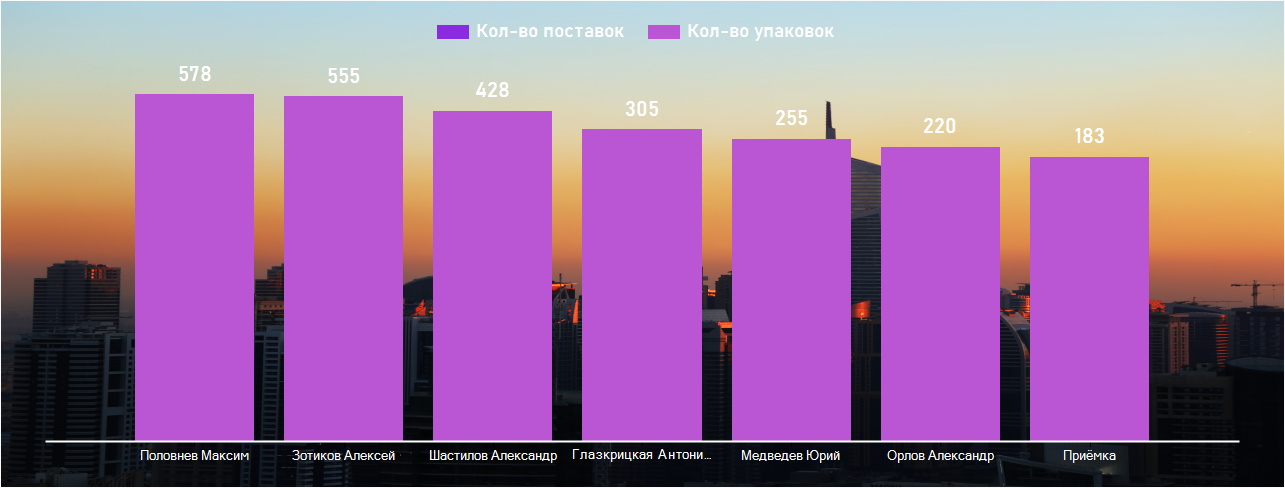 Кол-во поставок Кол-во упаковок
578 555 428 305 255 220 183
Половнев Максим Зотиков Алексей Шастилов Александр Глазкрицкая Антони... Медведев Юрий Орлов Александр Приёмка